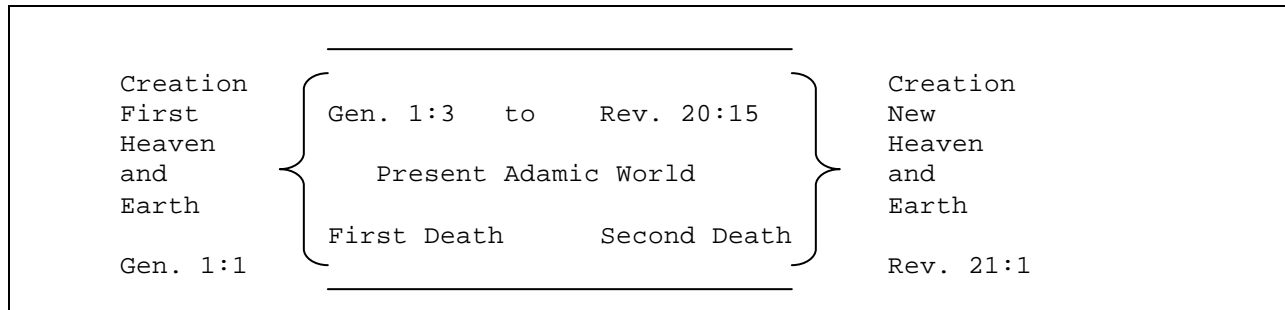 Creation
First
Heaven
and
Earth
Gen. 1:1
Gen. 1:3 to Rev. 20:15
Present Adamic World
First Death Second Death
Creation
New
Heaven
and
Earth
Rev. 21:1